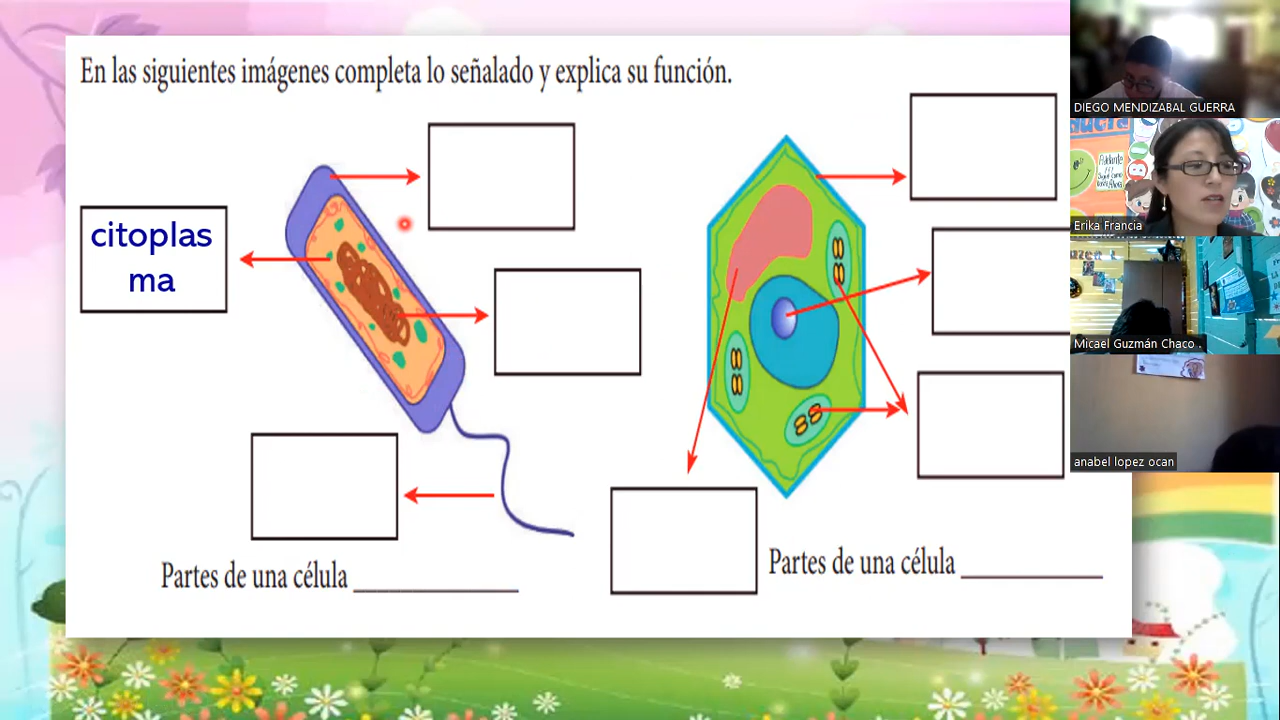 En las siguientes imágenes completa lo señalado y explica su función.
citoplas
ma
Partes de una célula
Partes de una célula
DIEGO MENDIZABAL GUERRA
Adelante
Erika Francia
Micael Guzmán Chaco .
anabel lopez ocan